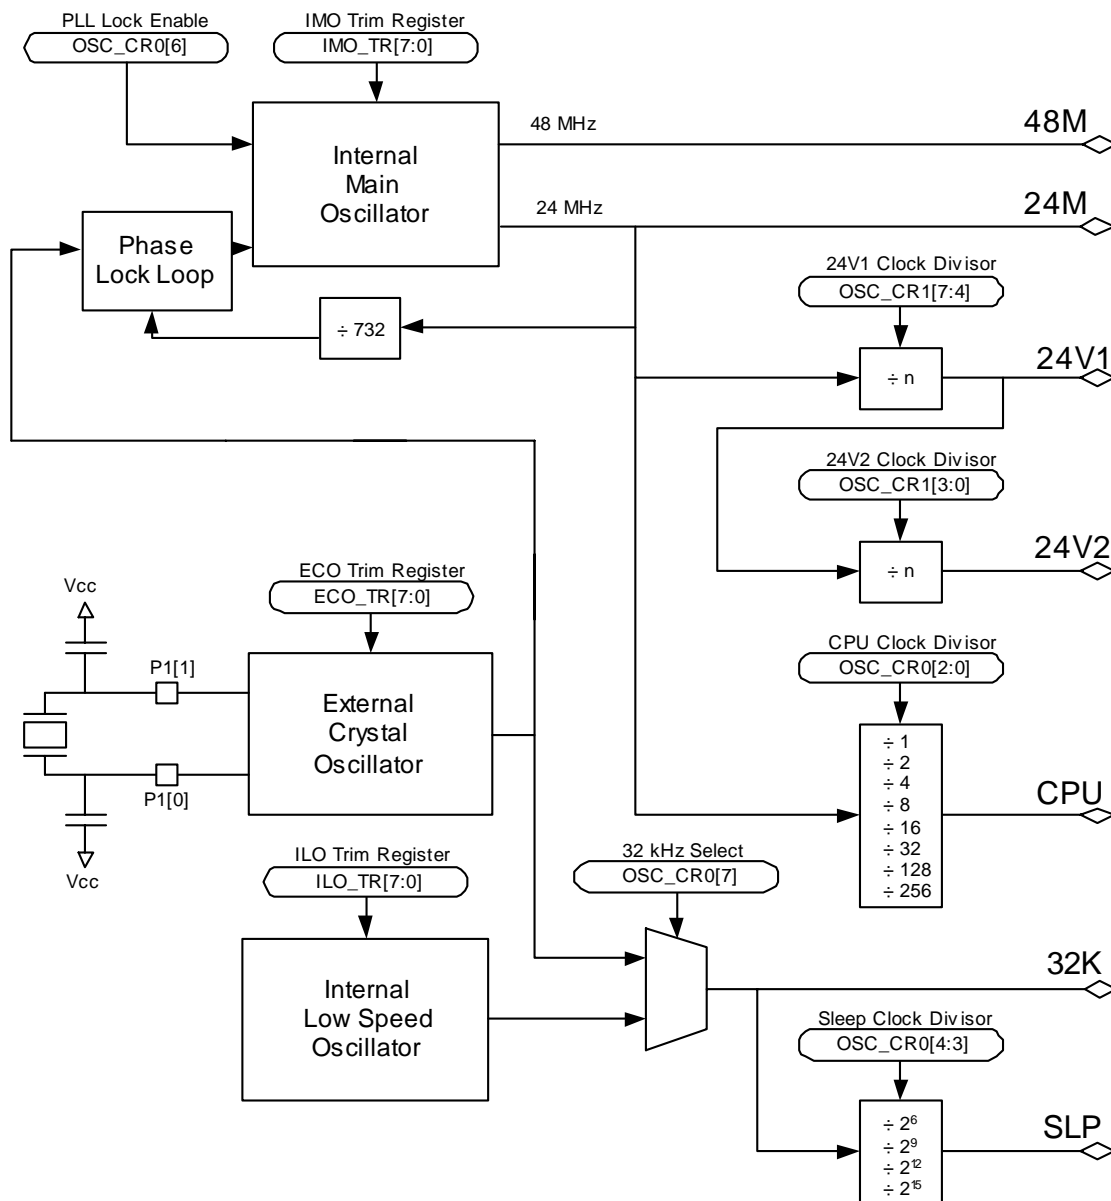 PLL Lock Enable
OSC_CR0[6]
IMO Trim Register
IMO_TR[7:0]
Internal
Main
Oscillator
48 MHz
48M
24 MHz
24M
Phase
Lock Loop
÷ 732
24V1 Clock Divisor
OSC_CR1[7:4]
÷ n
24V1
24V2 Clock Divisor
OSC_CR1[3:0]
÷ n
24V2
ECO Trim Register
ECO_TR[7:0]
Vcc
P1[1]
External
Crystal
Oscillator
P1[0]
Vcc
CPU Clock Divisor
OSC_CR0[2:0]
÷ 1
÷ 2
÷ 4
÷ 8
÷ 16
÷ 32
÷ 128
÷ 256
CPU
ILO Trim Register
ILO_TR[7:0]
Internal
Low Speed
Oscillator
32 kHz Select
OSC_CR0[7]
32K
Sleep Clock Divisor
OSC_CR0[4:3]
÷ 2⁶
÷ 2⁹
÷ 2¹²
÷ 2¹⁵
SLP